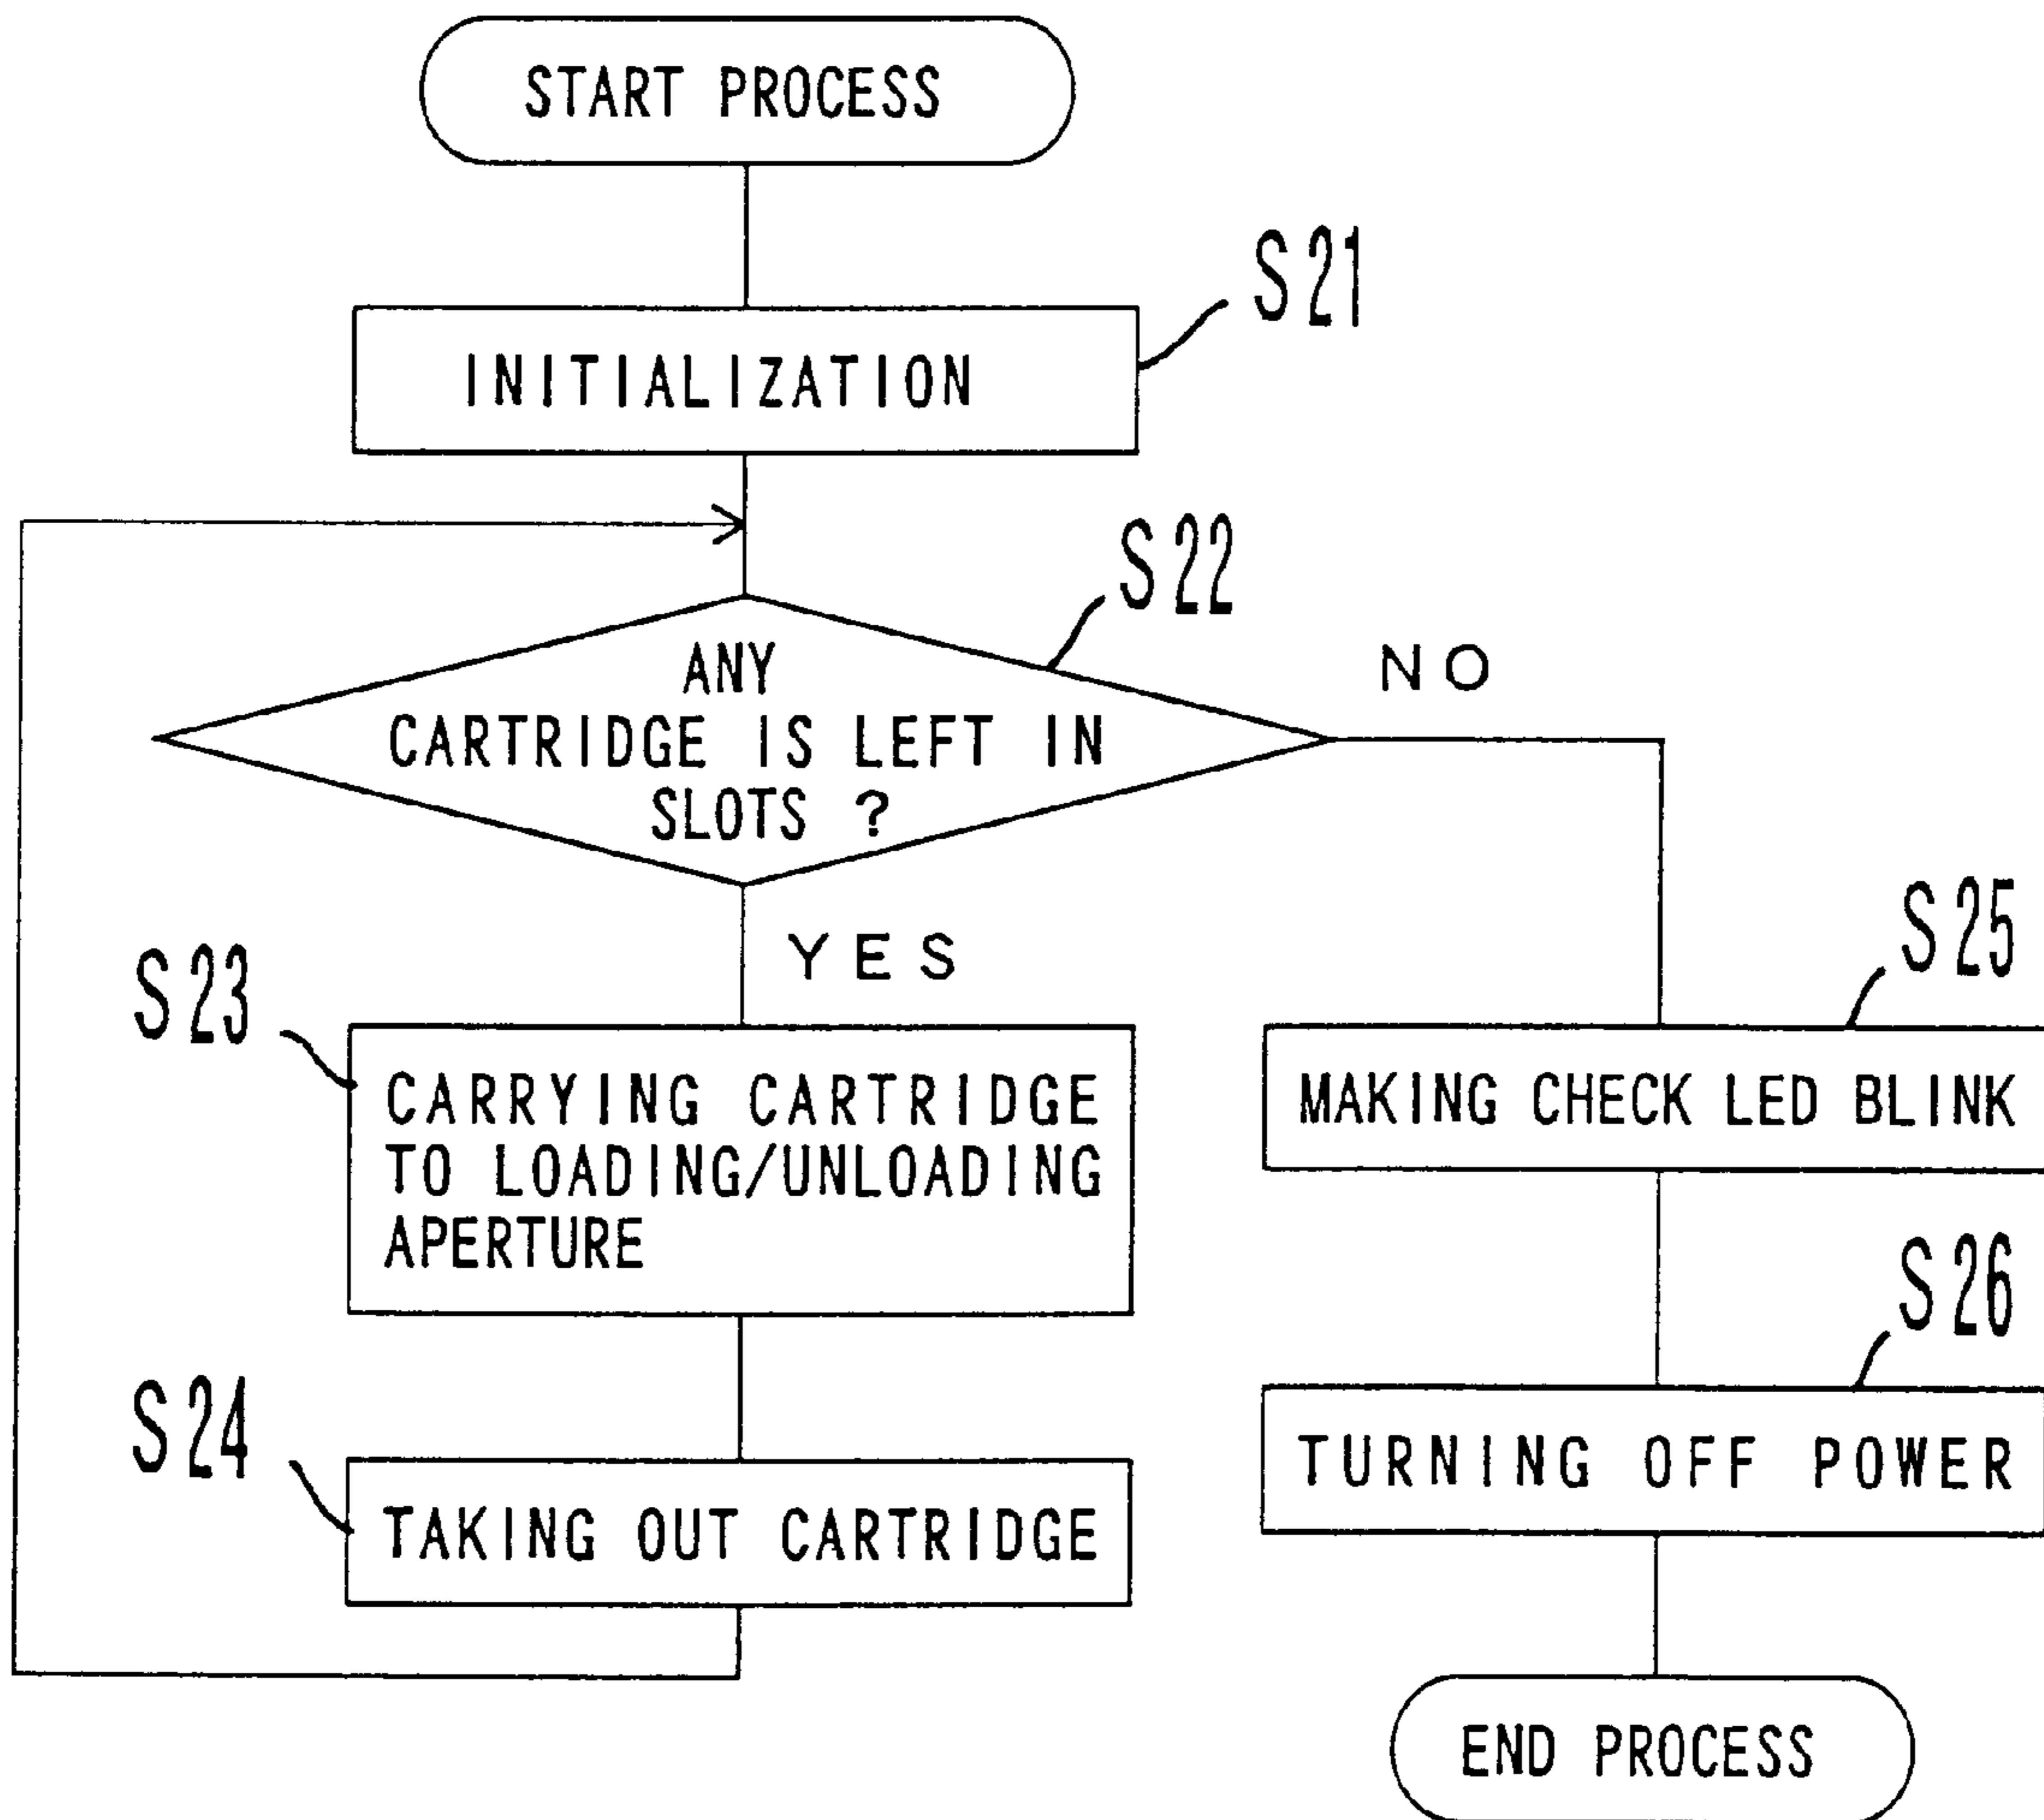 START PROCESS
S21
INITIALIZATION
S22
ANY
CARTRIDGE IS LEFT IN
SLOTS ?
NO
YES
S23
CARRYING CARTRIDGE
TO LOADING/UNLOADING
APERTURE
S24
TAKING OUT CARTRIDGE
S25
MAKING CHECK LED BLINK
S26
TURNING OFF POWER
END PROCESS